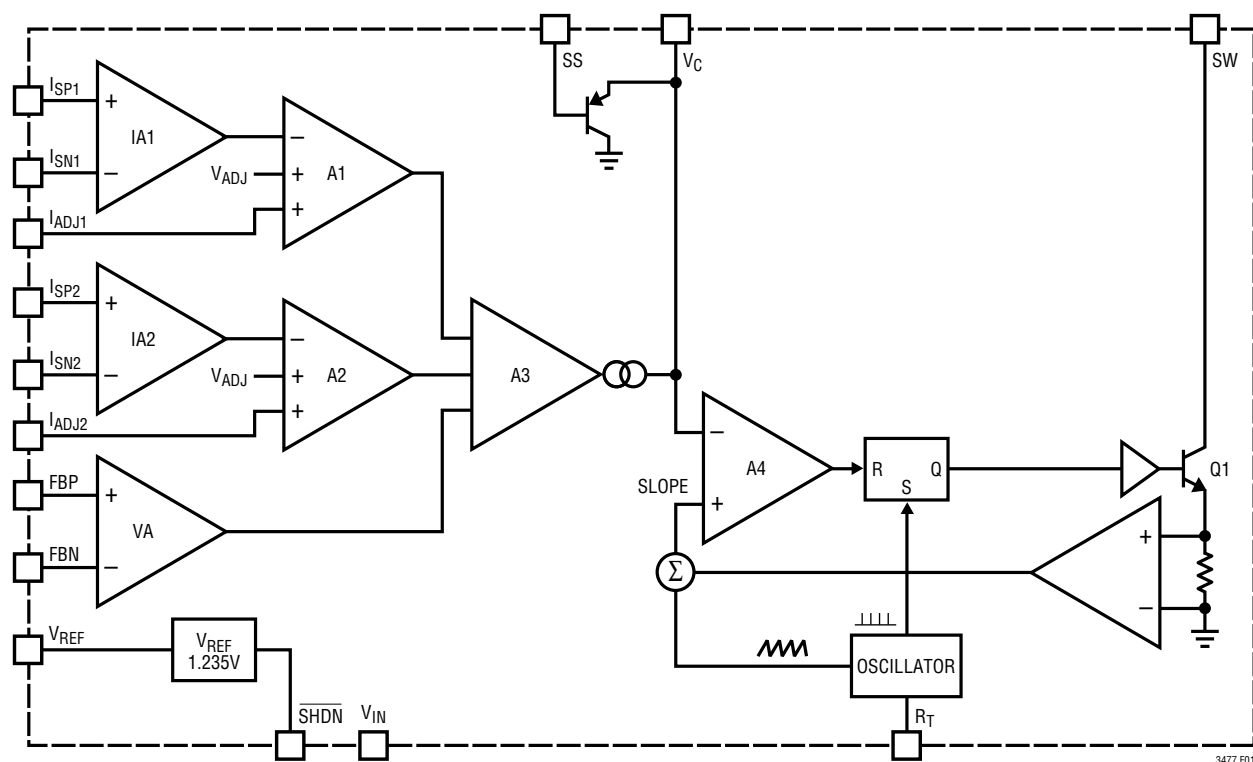 SS
V_C
SW
I_SP1
+
IA1
I_SN1
−
−
V_ADJ
+
A1
+
I_ADJ1
I_SP2
+
IA2
I_SN2
−
−
V_ADJ
+
A2
+
I_ADJ2
A3
FBP
+
VA
FBN
−
−
A4
SLOPE
+
R
Q
S
Q1
+
−
Σ
V_REF
V_REF
1.235V
OSCILLATOR
SHDN
V_IN
R_T
3477 F01